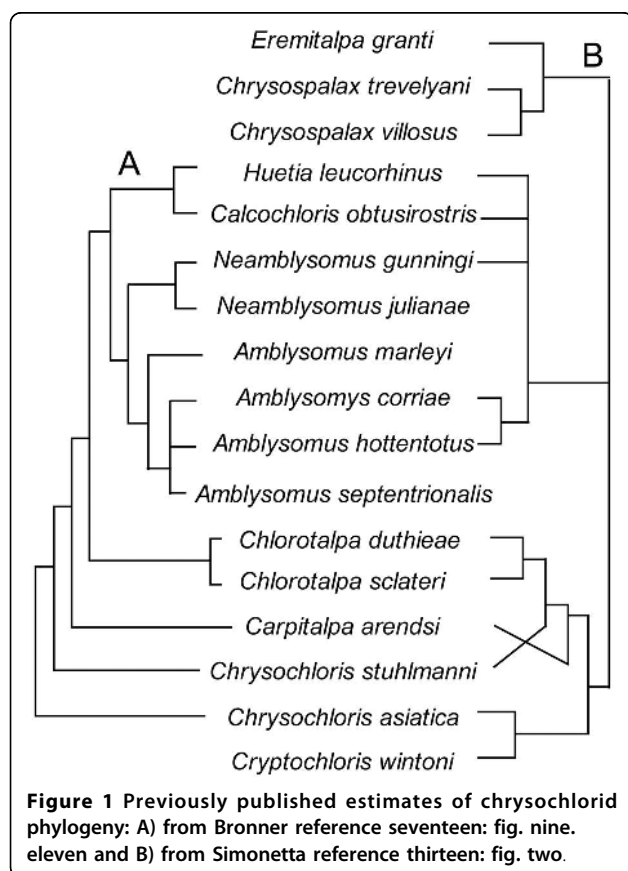 Eremitalpa granti
B
Chrysospalax trevelyani
Chrysospalax villosus
A
Huetia leucorhinus
Calcochloris obtusirostris
Neamblysomus gunningi
Neamblysomus julianae
Amblysomus marleyi
Amblysomys corriae
Amblysomus hottentotus
Amblysomus septentrionalis
Chlorotalpa duthieae
Chlorotalpa sclateri
Carpitalpa arendsi
Chrysochloris stuhlmanni
Chrysochloris asiatica
Cryptochloris wintoni
Figure 1 Previously published estimates of chrysochlorid
phylogeny: A) from Bronner reference seventeen: fig. nine.
eleven and B) from Simonetta reference thirteen: fig. two.